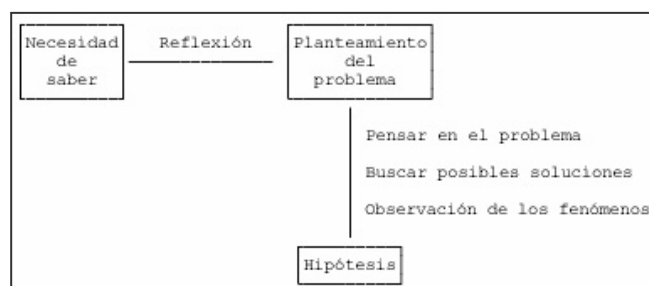 Necesidad
de
saber
Reflexión
Planteamiento
del
problema
Pensar en el problema
Buscar posibles soluciones
Observación de los fenómenos
Hipótesis